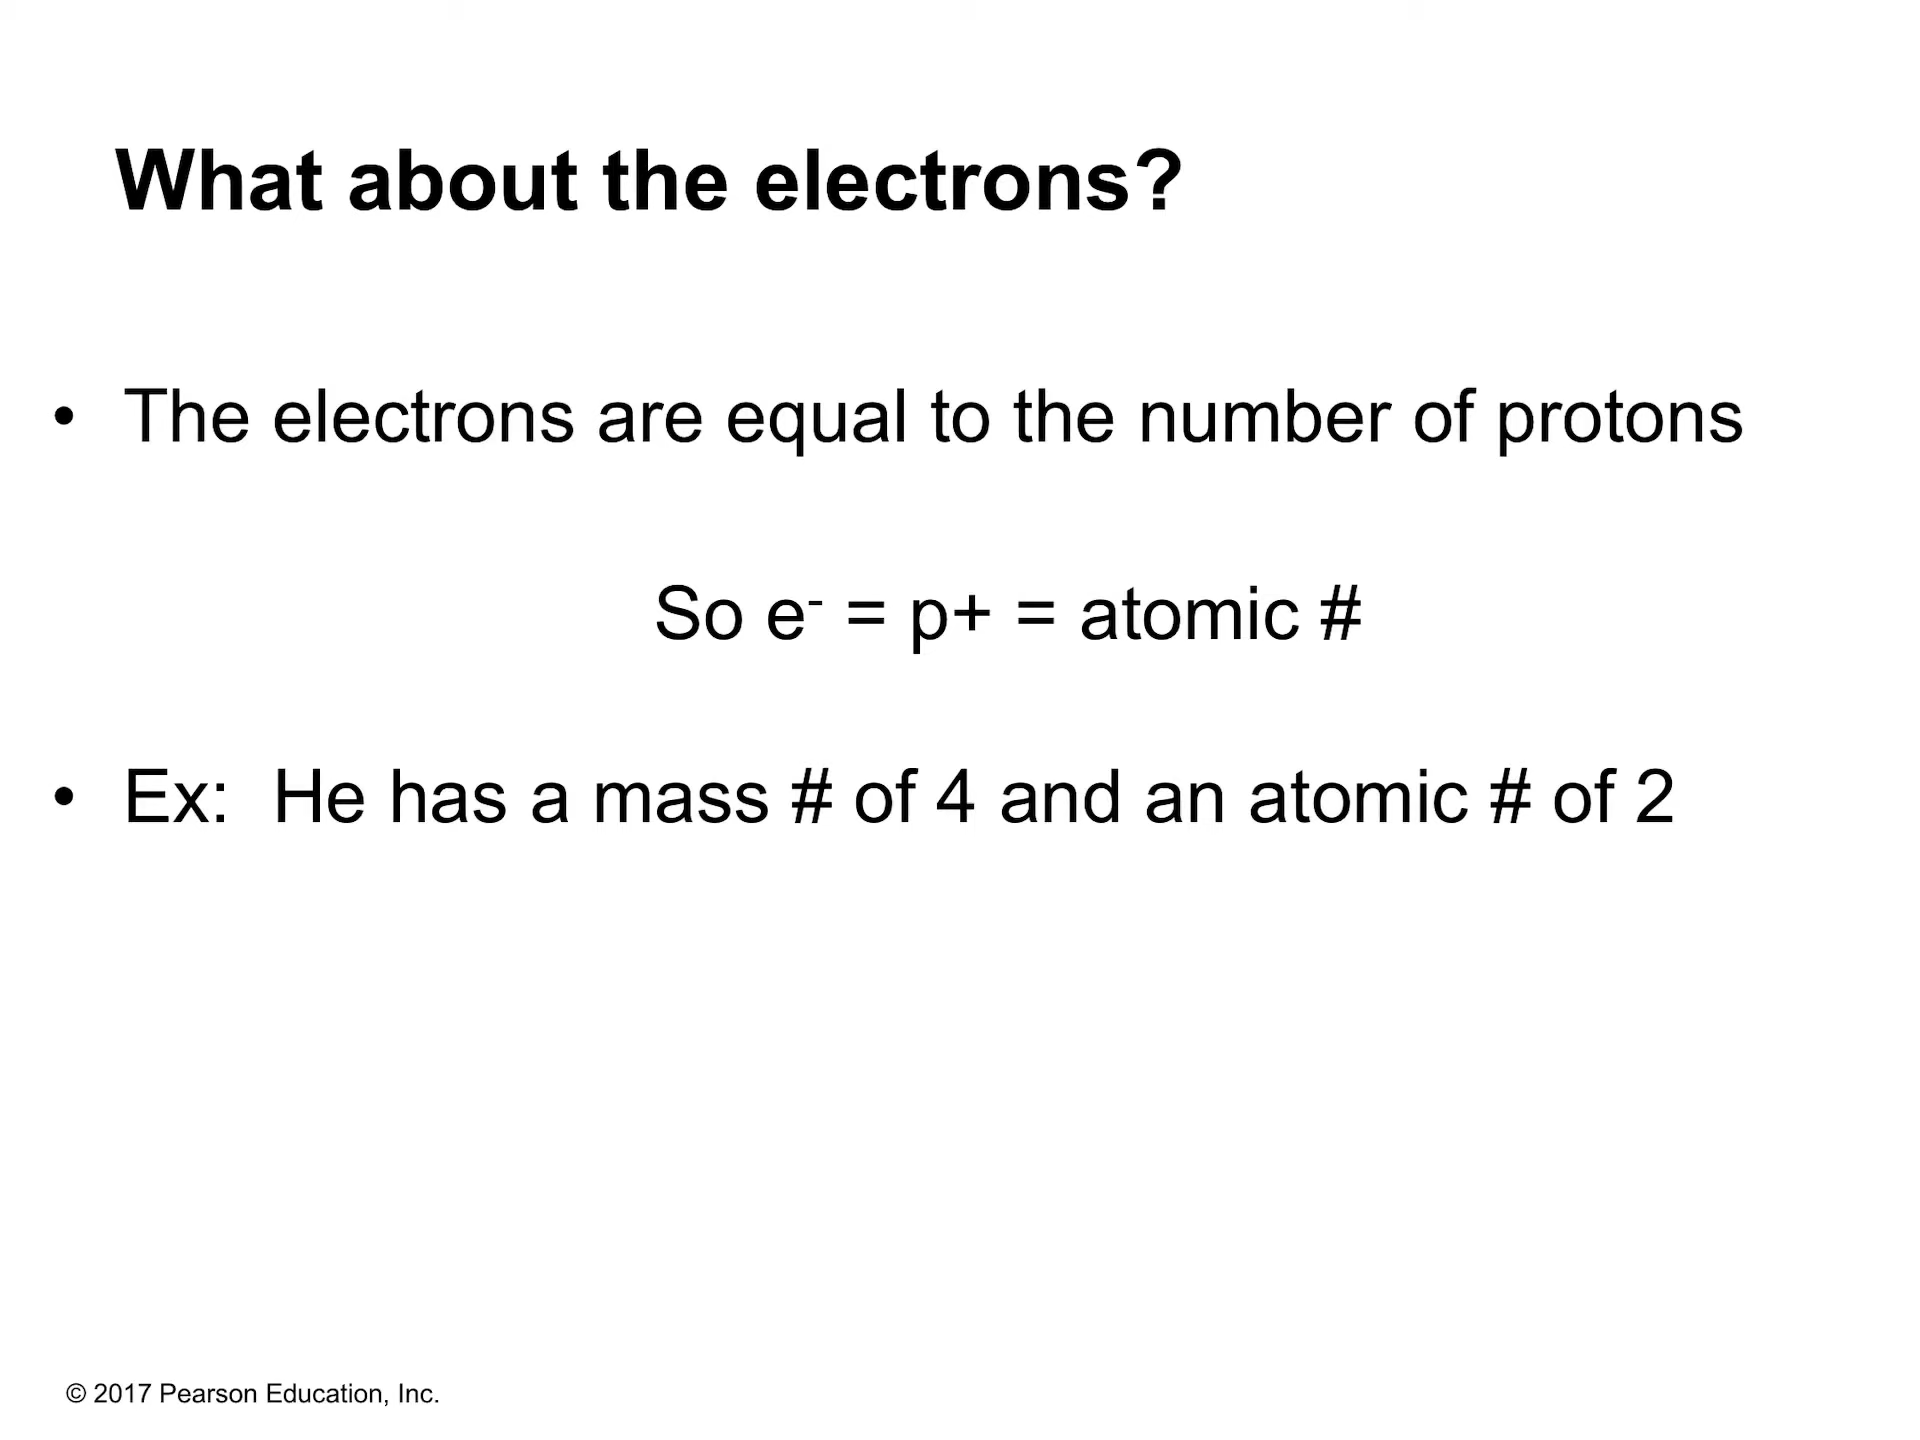 What about the electrons?
• The electrons are equal to the number of protons
So e⁻ = p+ = atomic #
• Ex:  He has a mass # of 4 and an atomic # of 2
© 2017 Pearson Education, Inc.